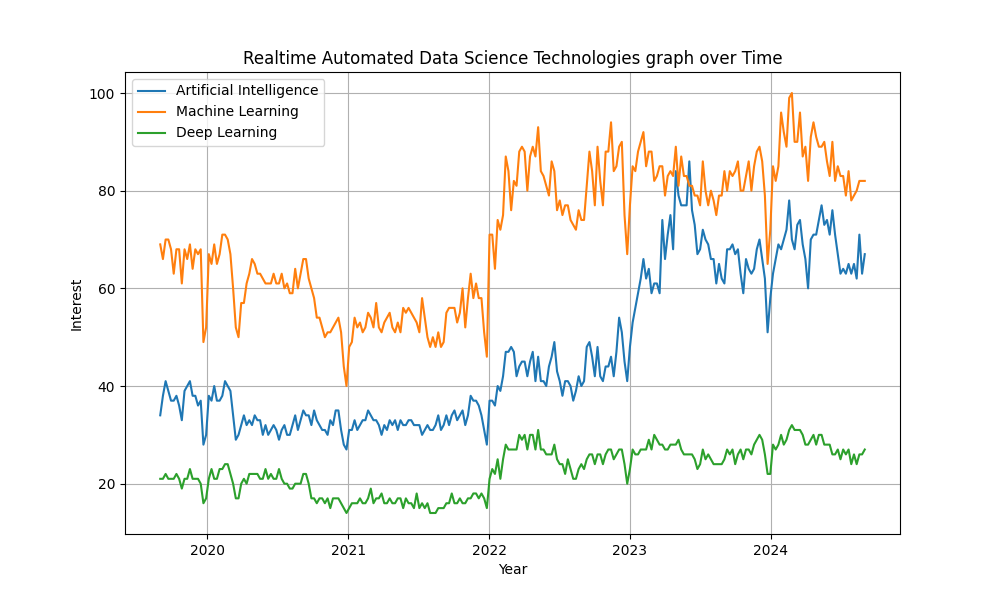 Realtime Automated Data Science Technologies graph over Time
Artificial Intelligence
Machine Learning
Deep Learning
100
80
60
40
20
Interest
2020 2021 2022 2023 2024
Year